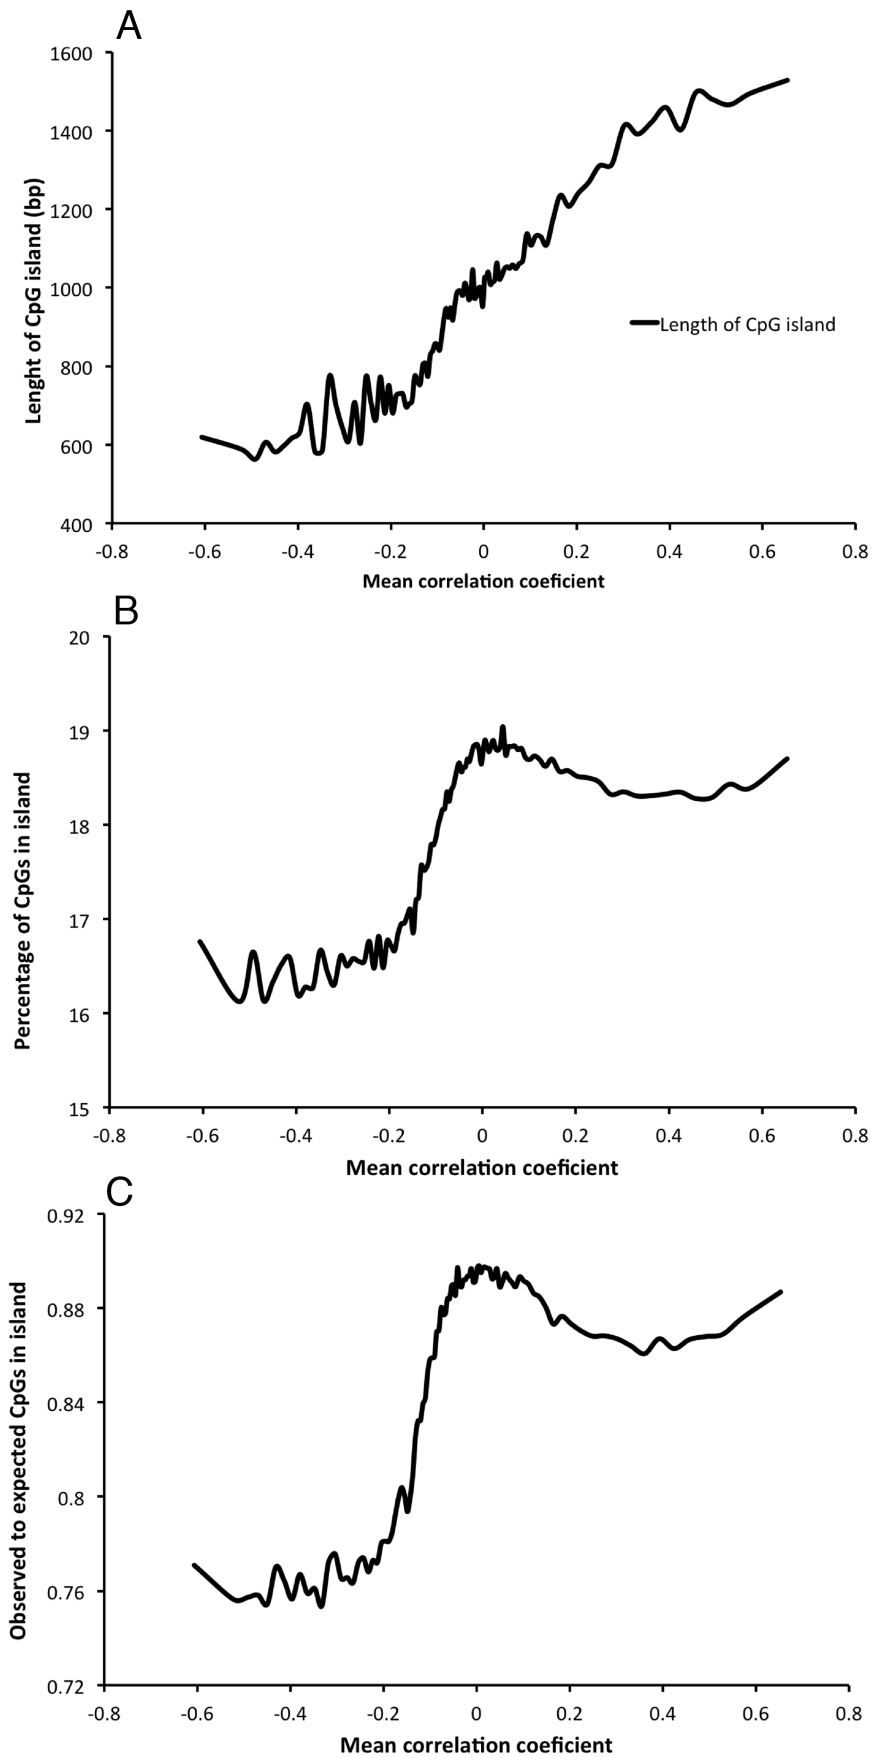 A
1600
1400
1200
1000
800
600
400
Lenght of CpG island (bp)
Length of CpG island
-0.8 -0.6 -0.4 -0.2 0 0.2 0.4 0.6 0.8
Mean correlation coeficient
B
20
19
18
17
16
15
Percentage of CpGs in island
-0.8 -0.6 -0.4 -0.2 0 0.2 0.4 0.6 0.8
Mean correlation coeficient
C
0.92
0.88
0.84
0.8
0.76
0.72
Observed to expected CpGs in island
-0.8 -0.6 -0.4 -0.2 0 0.2 0.4 0.6 0.8
Mean correlation coeficient